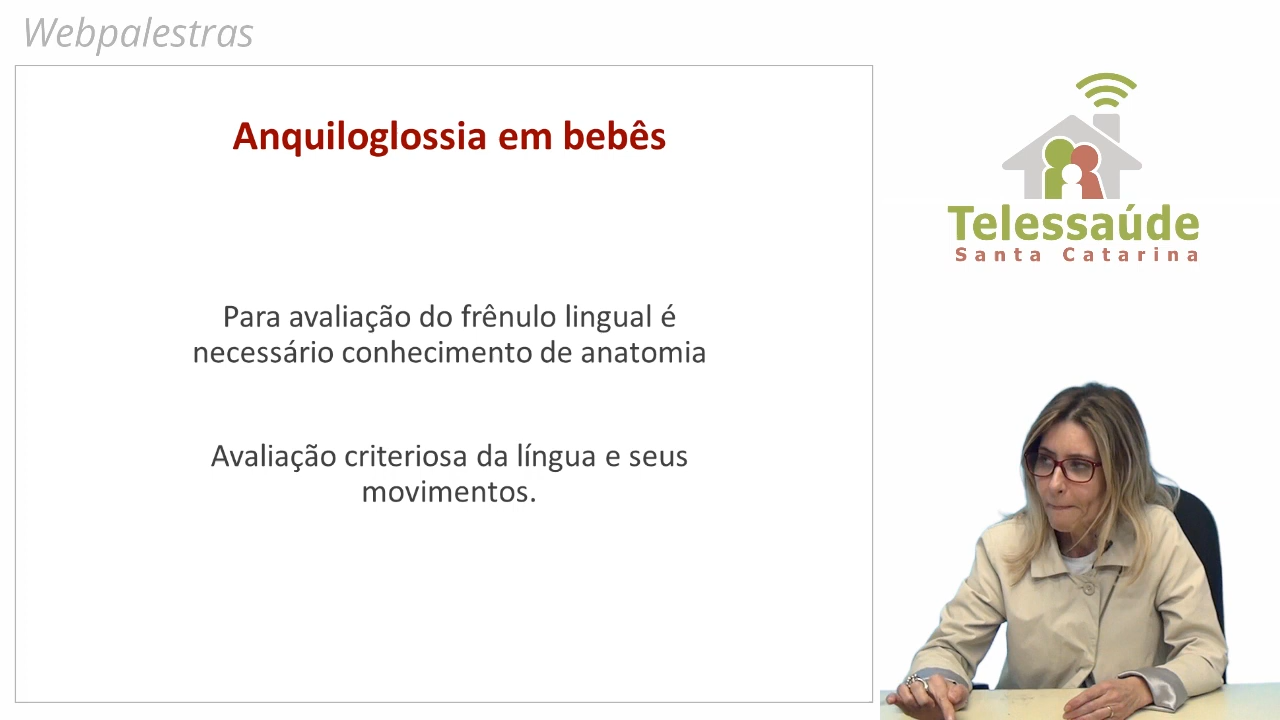 Webpalestras
Anquiloglossia em bebês
Para avaliação do frênulo lingual é
necessário conhecimento de anatomia
Avaliação criteriosa da língua e seus
movimentos.
Telessaúde
Santa Catarina